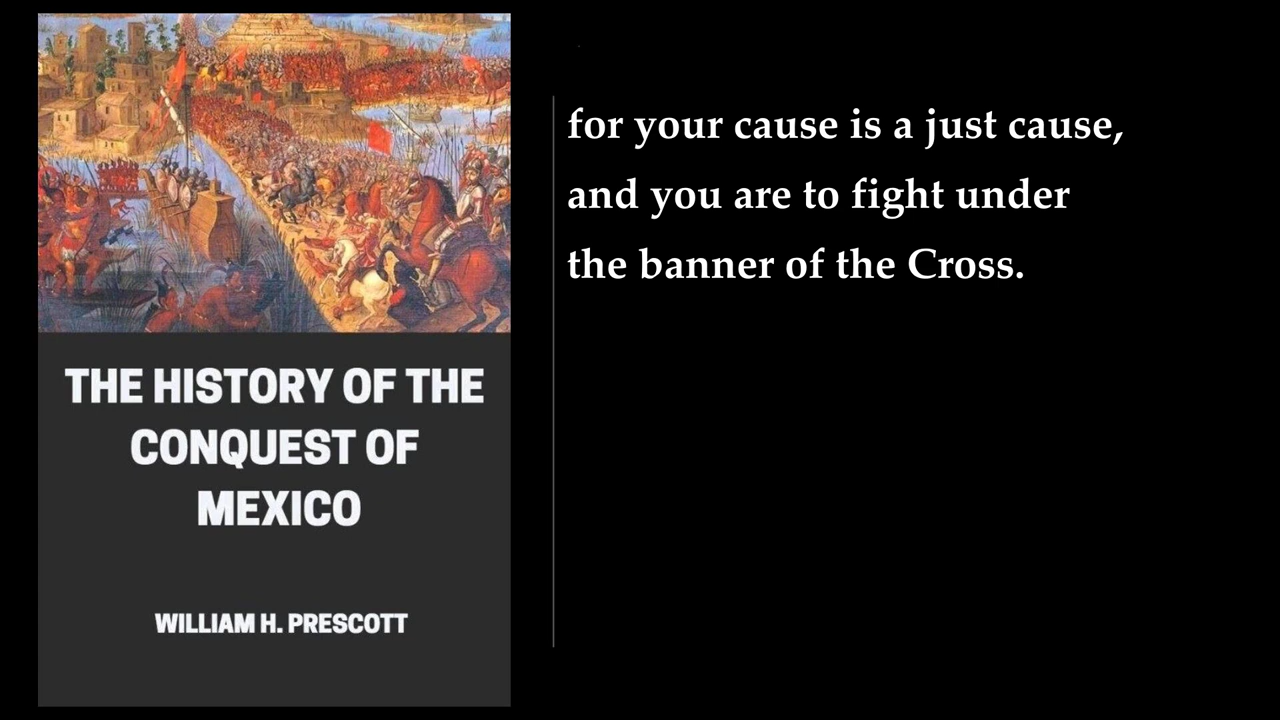 THE HISTORY OF THE
CONQUEST OF
MEXICO
WILLIAM H. PRESCOTT
for your cause is a just cause,
and you are to fight under
the banner of the Cross.